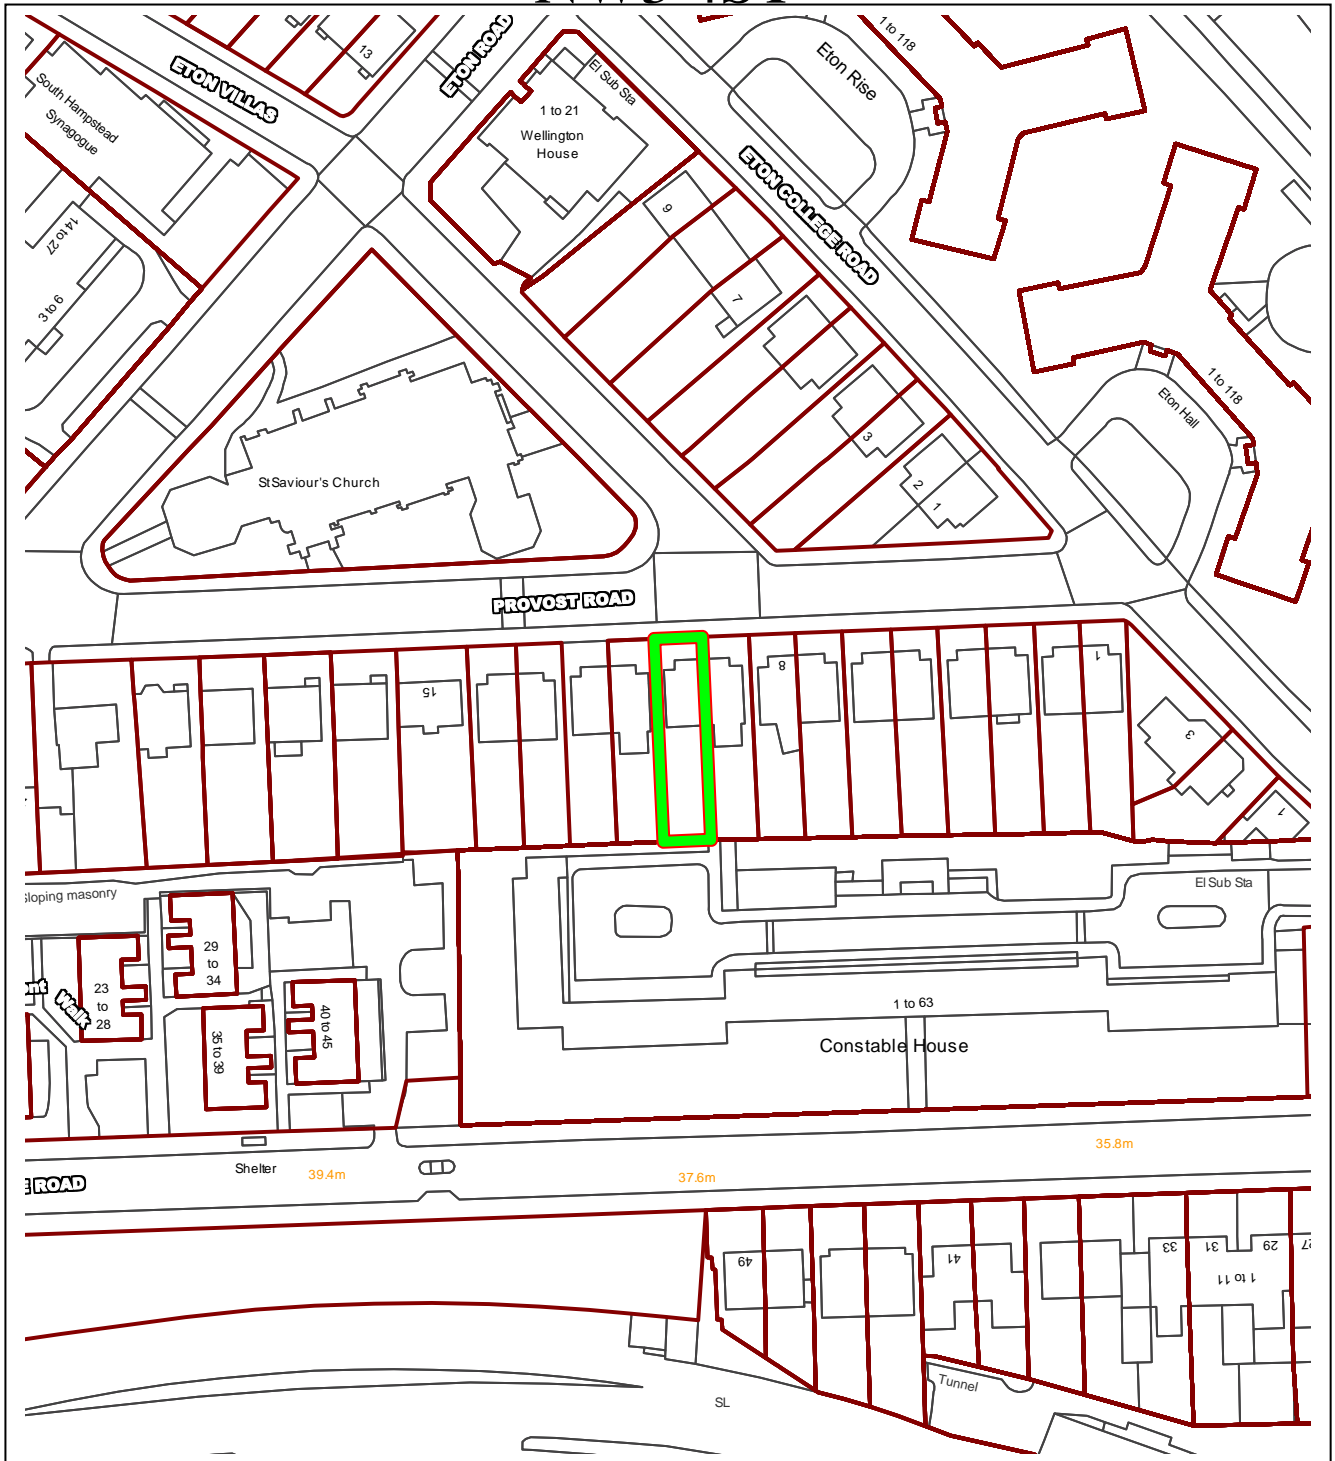 ETON VILLAS
ETON ROAD
13
South Hampstead
Synagogue
El Sub Sta
1 to 21
Wellington
House
Eton Rise
1 to 118
ETON COLLEGE ROAD
14 to 27
3 to 6
9
7
3
2
1
1 to 118
Eton Hall
StSaviour's Church
PROVOST ROAD
15
8
1
3
1
Sloping masonry
El Sub Sta
29
to
34
23
to
28
Walk
35 to 39
40 to 45
1 to 63
Constable House
Shelter
39.4m
37.6m
35.8m
ROAD
49
41
33
31
29
27
1 to 11
Tunnel
SL